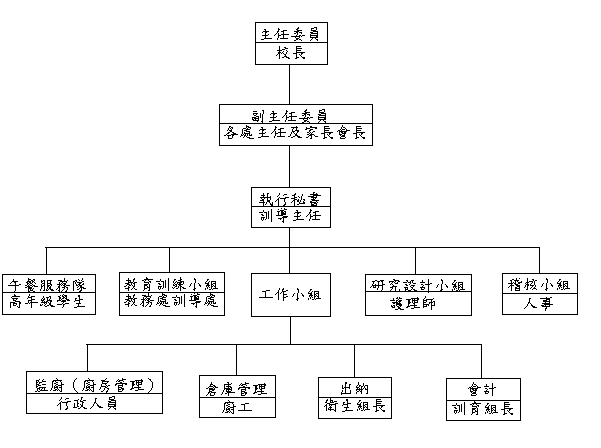 主任委員
校長
副主任委員
各處主任及家長會長
執行秘書
訓導主任
午餐服務隊
高年級學生
教育訓練小組
教務處訓導處
工作小組
研究設計小組
護理師
稽核小組
人事
監廚（廚房管理）
行政人員
倉庫管理
廚工
出納
衛生組長
會計
訓育組長